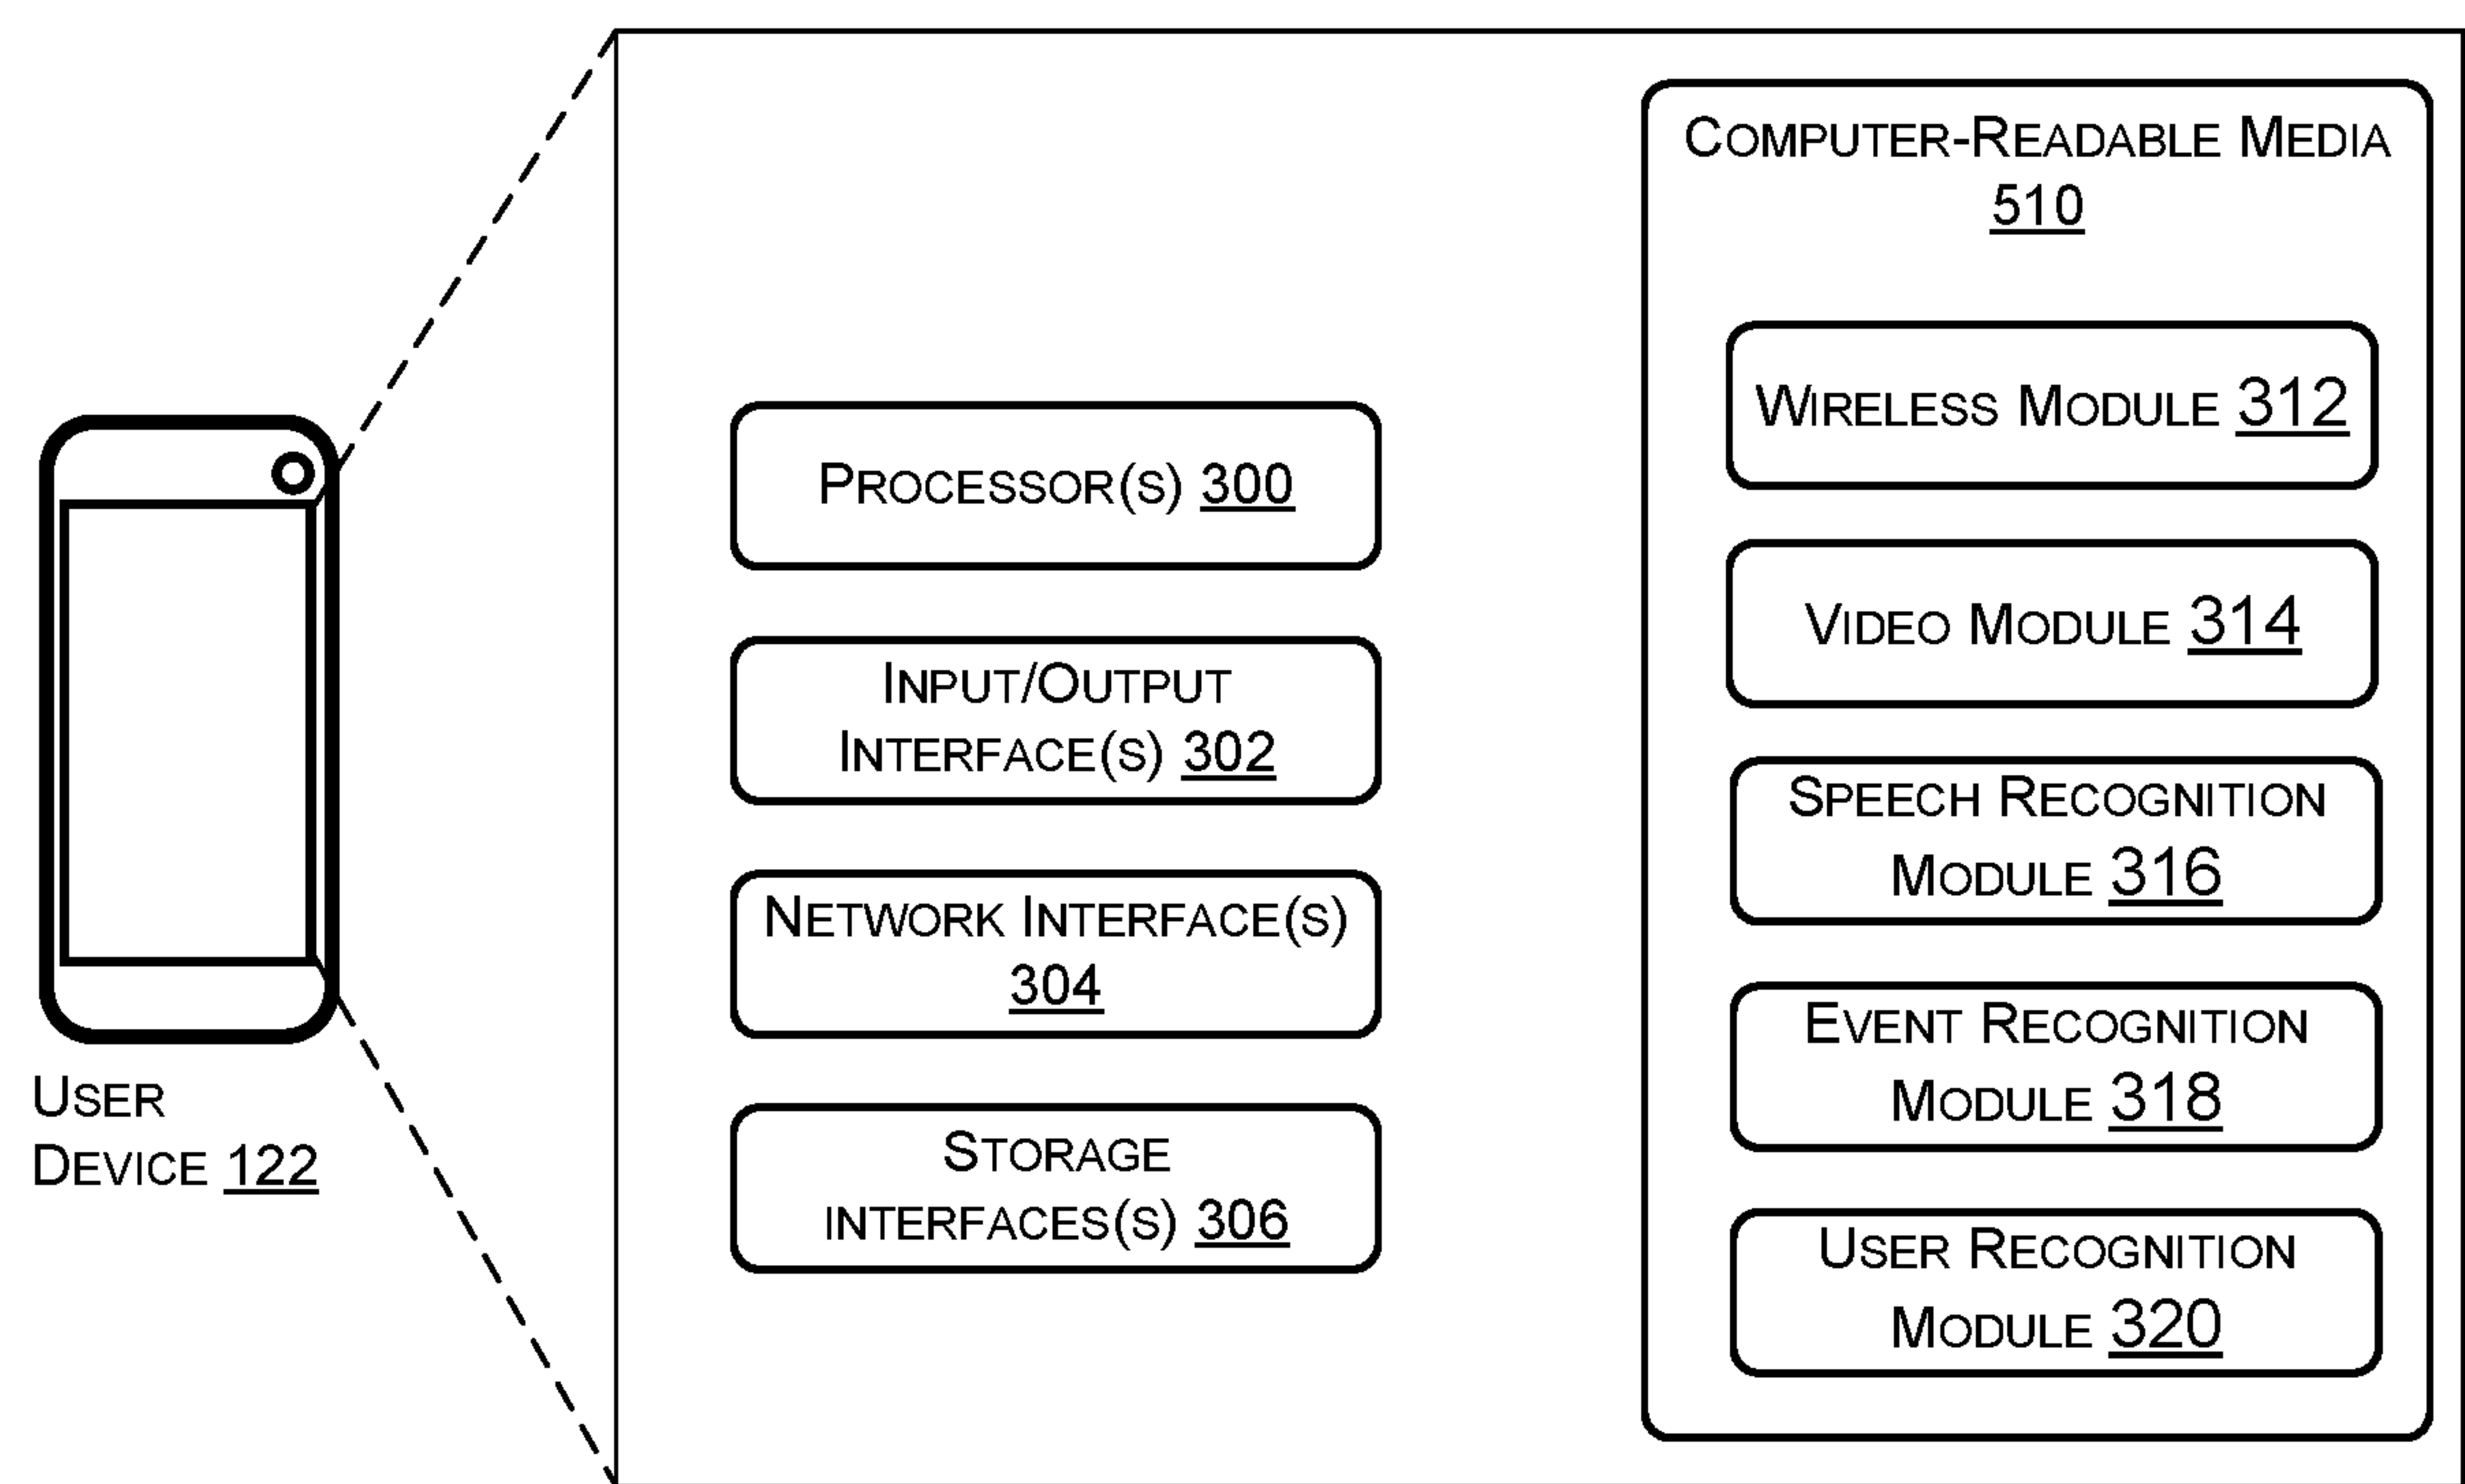 User
Device 122
Processor(s) 300
Input/Output
Interface(s) 302
Network Interface(s)
304
Storage
interfaces(s) 306
Computer-Readable Media
510
Wireless Module 312
Video Module 314
Speech Recognition
Module 316
Event Recognition
Module 318
User Recognition
Module 320